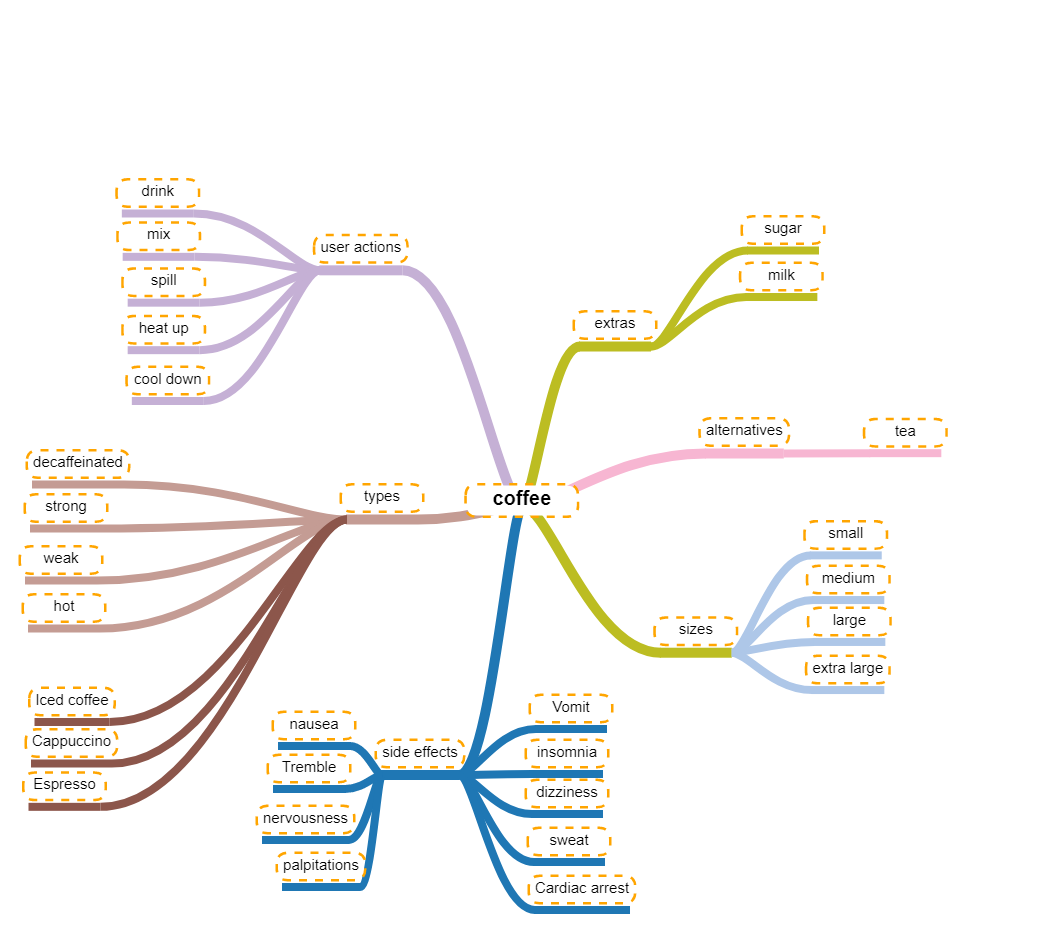 coffee
user actions
drink
mix
spill
heat up
cool down
extras
sugar
milk
alternatives
tea
types
decaffeinated
strong
weak
hot
Iced coffee
Cappuccino
Espresso
sizes
small
medium
large
extra large
side effects
nausea
Tremble
nervousness
palpitations
Vomit
insomnia
dizziness
sweat
Cardiac arrest